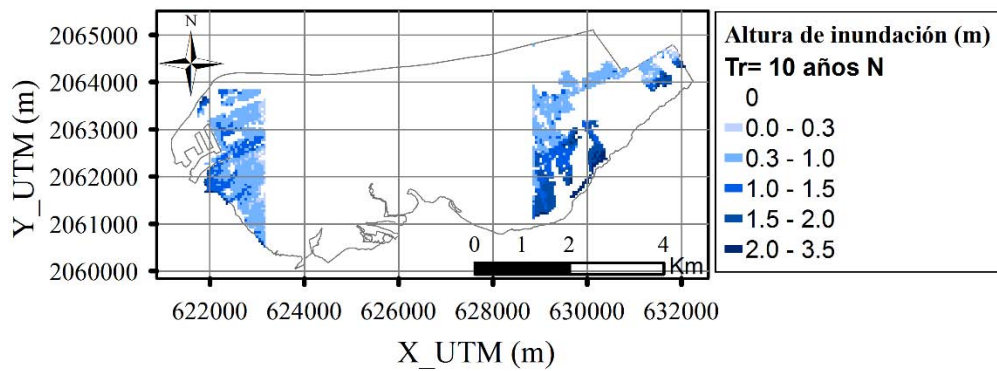 2065000
2064000
2063000
2062000
2061000
2060000
Y_UTM (m)
N
0 1 2 4
Km
622000 624000 626000 628000 630000 632000
X_UTM (m)
Altura de inundación (m)
Tr= 10 años N
0
0.0 - 0.3
0.3 - 1.0
1.0 - 1.5
1.5 - 2.0
2.0 - 3.5